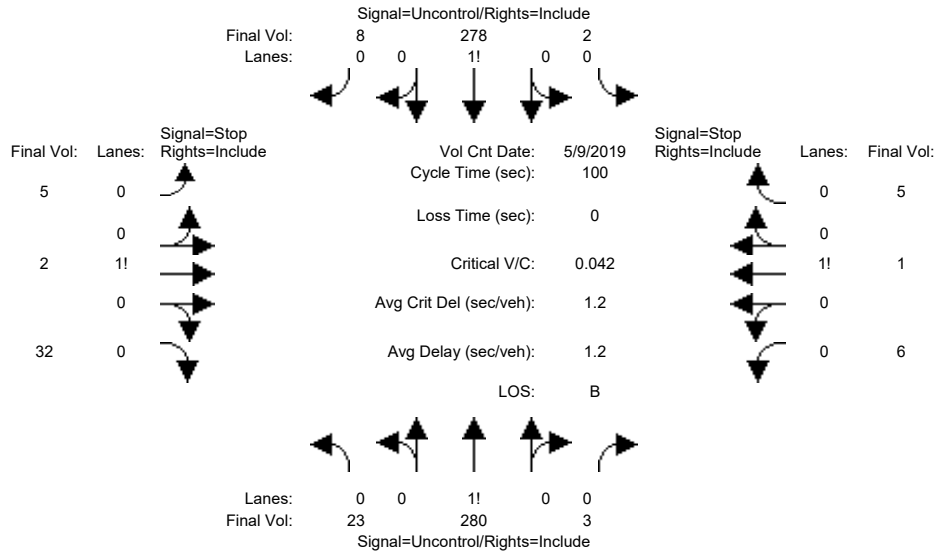 Signal=Uncontrol/Rights=Include
Final Vol: 8 278 2
Lanes: 0 0 1! 0 0
Signal=Stop
Final Vol: Lanes: Rights=Include
Vol Cnt Date: 5/9/2019
Signal=Stop
Rights=Include Lanes: Final Vol:
Cycle Time (sec): 100
5 0
0 5
Loss Time (sec): 0
0
0
2 1!
Critical V/C: 0.042
1! 1
0
Avg Crit Del (sec/veh): 1.2
0
32 0
Avg Delay (sec/veh): 1.2
0 6
LOS: B
Lanes: 0 0 1! 0 0
Final Vol: 23 280 3
Signal=Uncontrol/Rights=Include